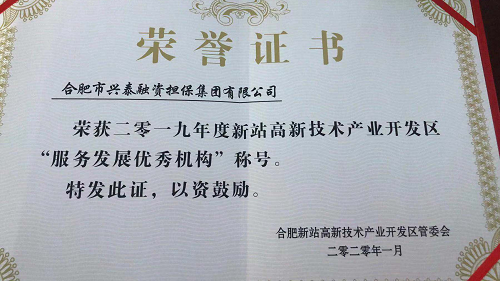 荣誉证书
合肥市兴泰融资担保集团有限公司
荣获二零一九年度新站高新技术产业开发区
“服务发展优秀机构”称号。
特发此证，以资鼓励。
合肥新站高新技术产业开发区管委会
二零二零年一月